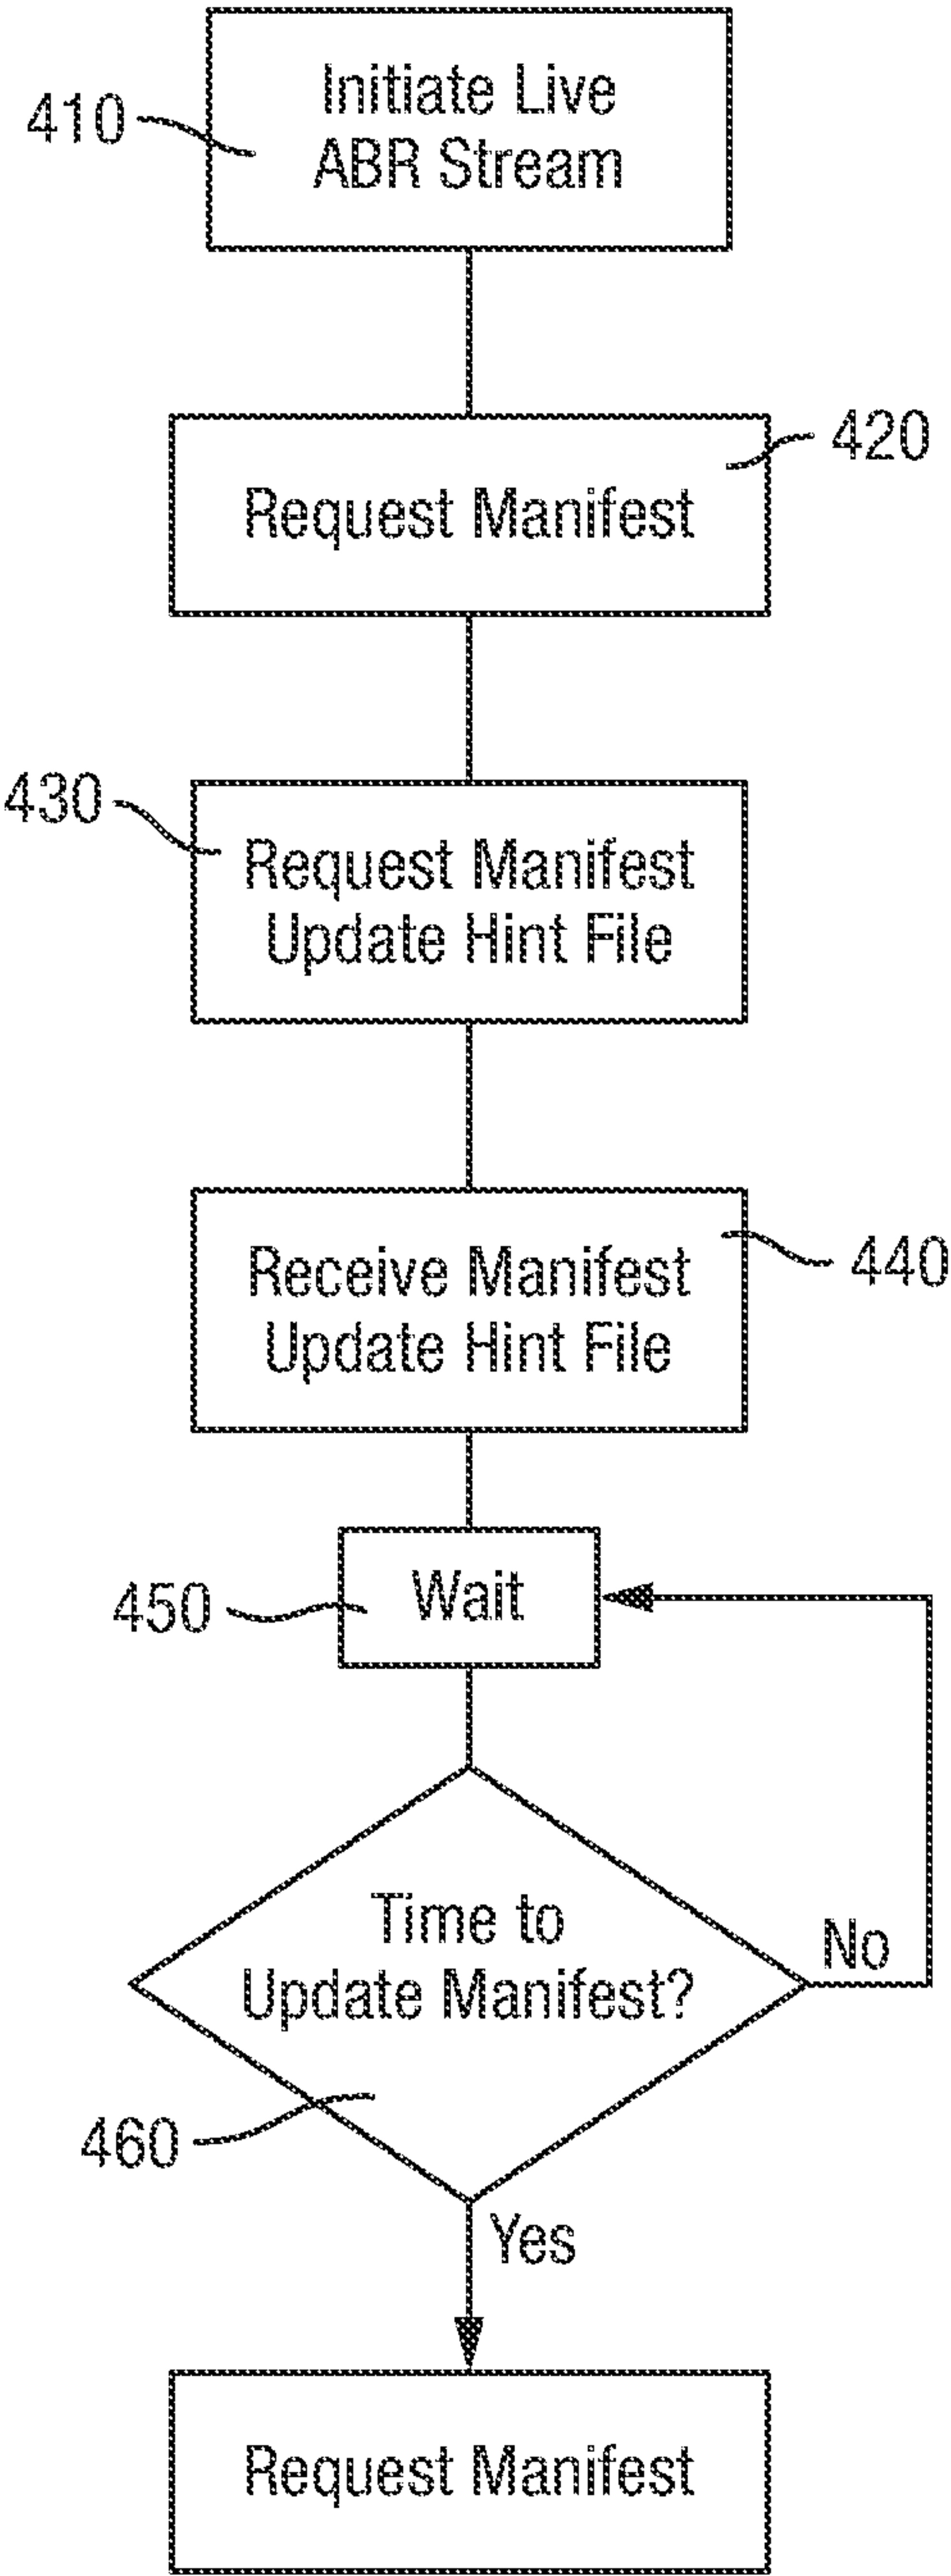 410
Initiate Live
ABR Stream
420
Request Manifest
430
Request Manifest
Update Hint File
440
Receive Manifest
Update Hint File
450
Wait
Time to
Update Manifest?
No
460
Yes
Request Manifest